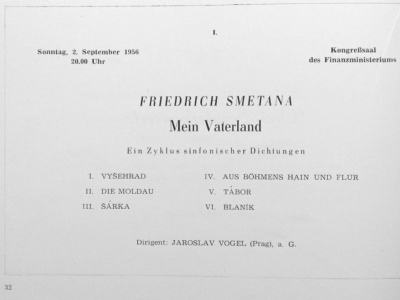 I.
Sonntag, 2. September 1956
20.00 Uhr
Kongreßsaal
des Finanzministeriums
FRIEDRICH SMETANA
Mein Vaterland
Ein Zyklus sinfonischer Dichtungen
I. VYŠEHRAD
II. DIE MOLDAU
III. ŠÁRKA
IV. AUS BÖHMENS HAIN UND FLUR
V. TÁBOR
VI. BLANÍK
Dirigent: JAROSLAV VOGEL (Prag), a. G.
32